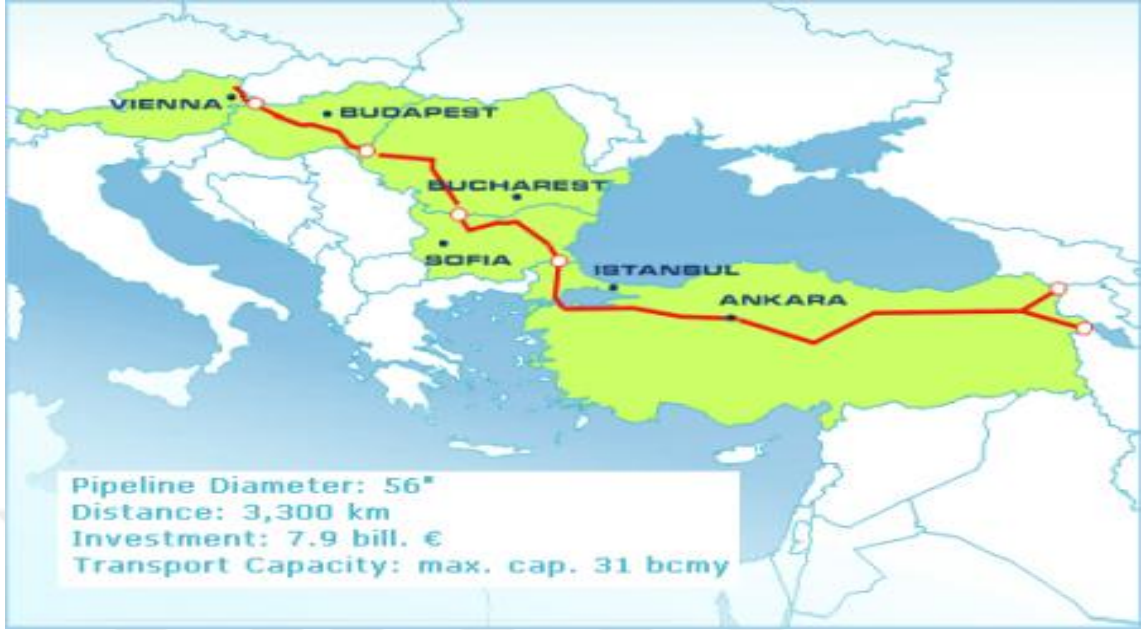 VIENNA
BUDAPEST
BUCHAREST
SOFIA
ISTANBUL
ANKARA
Pipeline Diameter: 56"
Distance: 3,300 km
Investment: 7.9 bill. €
Transport Capacity: max. cap. 31 bcmy